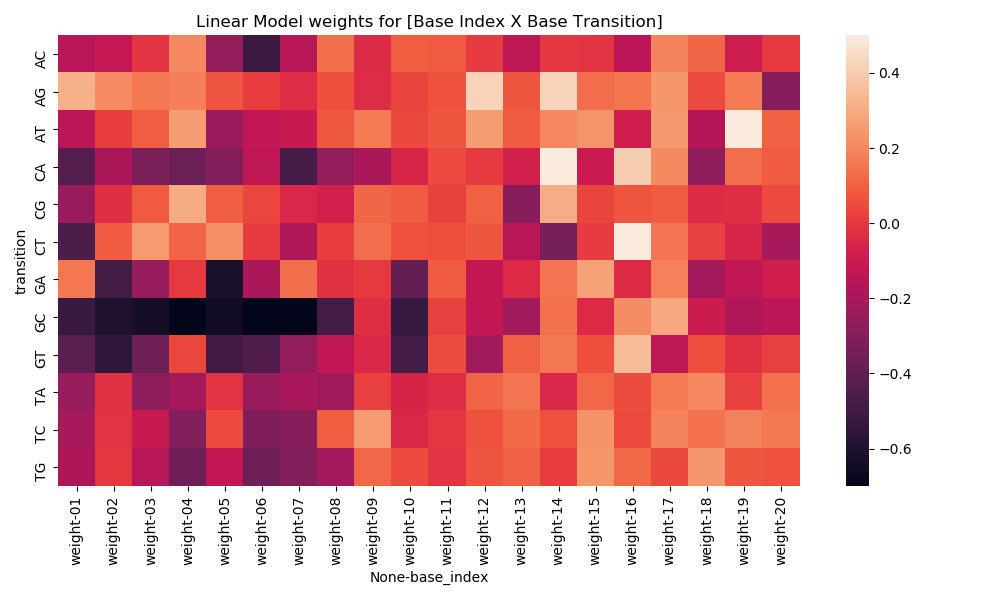 Linear Model weights for [Base Index X Base Transition]
transition
AC
AG
AT
CA
CG
CT
GA
GC
GT
TA
TC
TG
weight-01
weight-02
weight-03
weight-04
weight-05
weight-06
weight-07
weight-08
weight-09
weight-10
weight-11
weight-12
weight-13
weight-14
weight-15
weight-16
weight-17
weight-18
weight-19
weight-20
None-base_index
0.4
0.2
0.0
−0.2
−0.4
−0.6